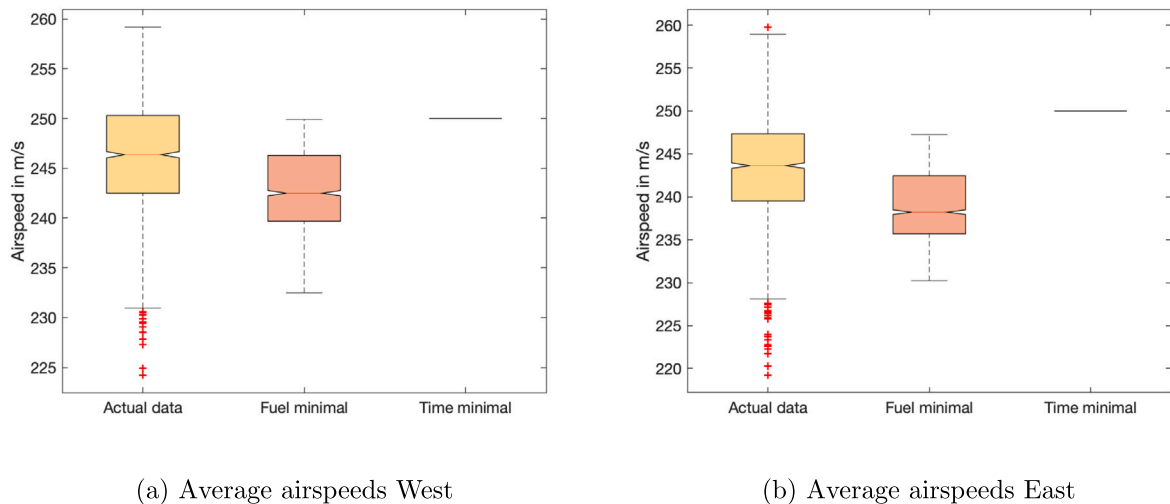 260
255
250
245
240
235
230
225
Airspeed in m/s
Actual data
Fuel minimal
Time minimal
(a) Average airspeeds West
260
255
250
245
240
235
230
225
220
Airspeed in m/s
Actual data
Fuel minimal
Time minimal
(b) Average airspeeds East